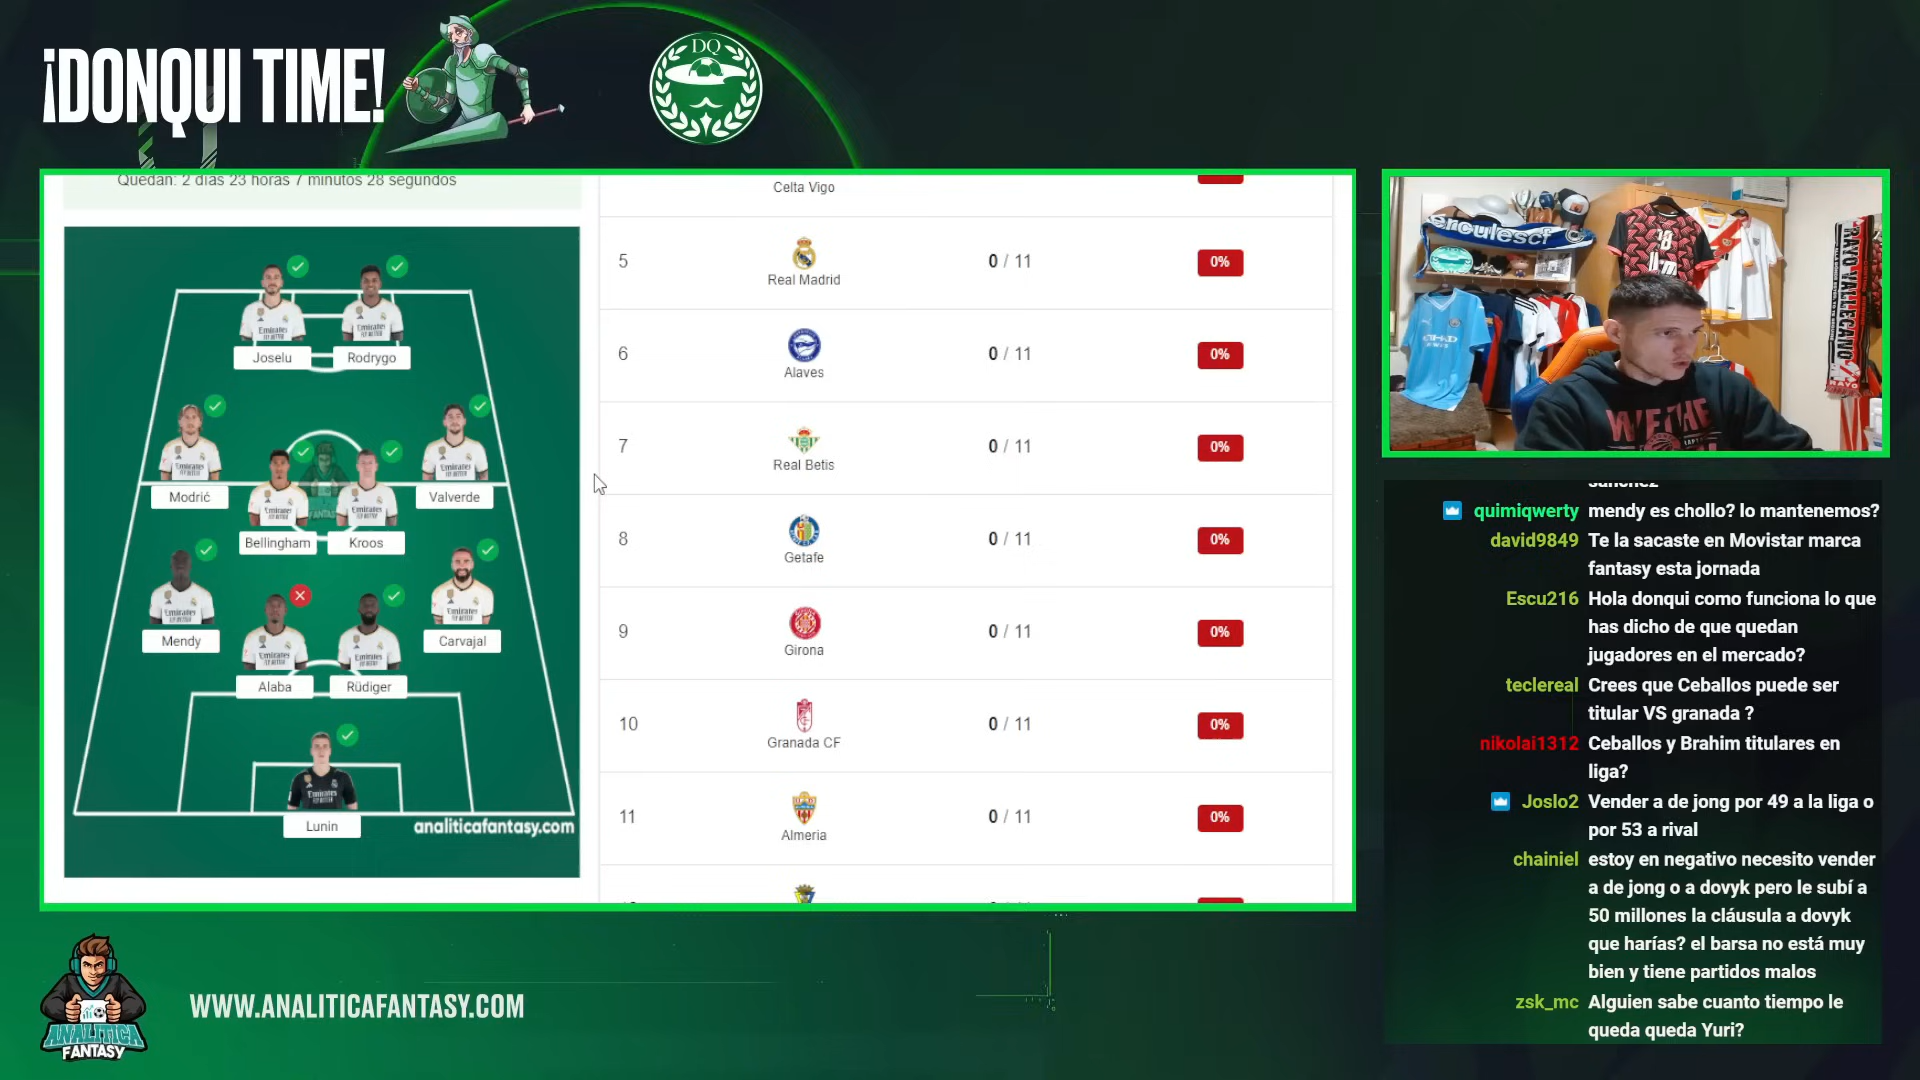 ¡DONQUI TIME!
DQ
Quedan: 2 días 23 horas 7 minutos 28 segundos
Joselu
Rodrygo
Modrić
Valverde
Bellingham
Kroos
Mendy
Carvajal
Alaba
Rüdiger
Lunin
analiticafantasy.com
Celta Vigo
5
Real Madrid
0 / 11
0%
6
Alaves
0 / 11
0%
7
Real Betis
0 / 11
0%
8
Getafe
0 / 11
0%
9
Girona
0 / 11
0%
10
Granada CF
0 / 11
0%
11
Almeria
0 / 11
0%
erculescf
RAYO VALLECANO
RAYO
18
WE THE
quimiqwerty mendy es chollo? lo mantenemos?
david9849 Te la sacaste en Movistar marca
fantasy esta jornada
Escu216 Hola donqui como funciona lo que
has dicho de que quedan
jugadores en el mercado?
teclereal Crees que Ceballos puede ser
titular VS granada ?
nikolai1312 Ceballos y Brahim titulares en
liga?
Joslo2 Vender a de jong por 49 a la liga o
por 53 a rival
chainiel estoy en negativo necesito vender
a de jong o a dovyk pero le subí a
50 millones la cláusula a dovyk
que harías? el barsa no está muy
bien y tiene partidos malos
zsk_mc Alguien sabe cuanto tiempo le
queda queda Yuri?
ANALITICA
FANTASY
WWW.ANALITICAFANTASY.COM